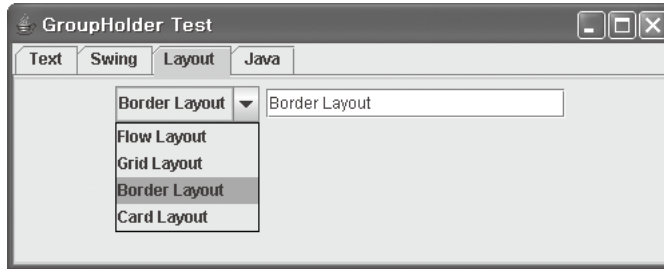 GroupHolder Test
Text Swing Layout Java
Border Layout Border Layout
Flow Layout
Grid Layout
Border Layout
Card Layout